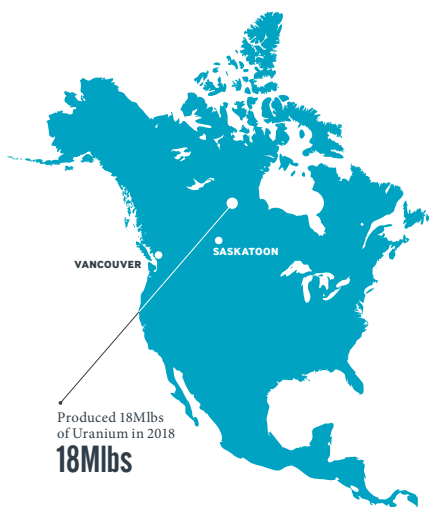 SASKATOON
VANCOUVER
Produced 18Mlbs
of Uranium in 2018
18Mlbs